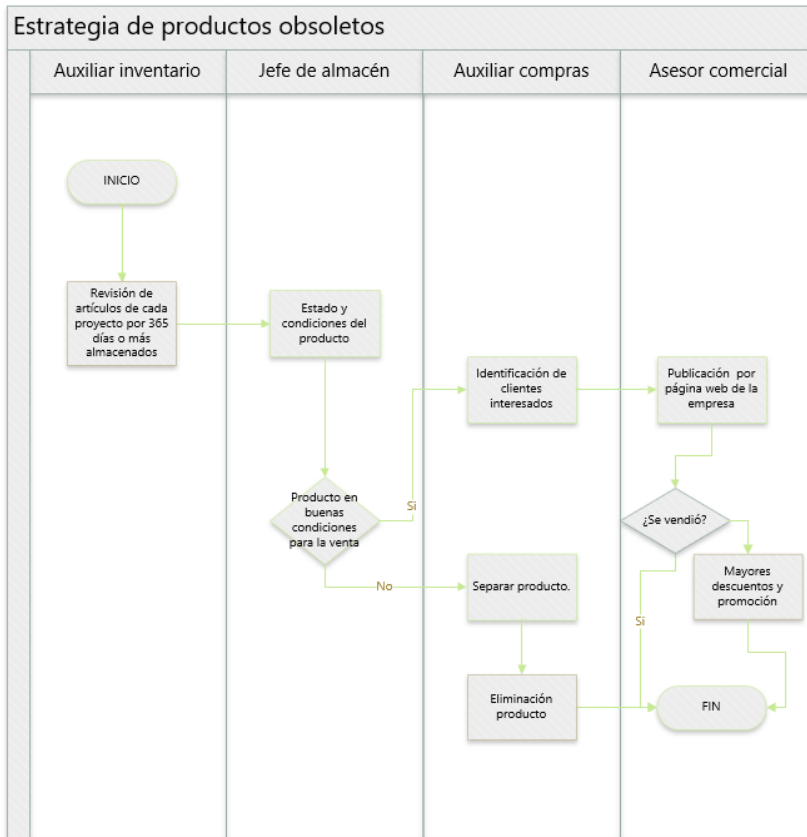 Estrategia de productos obsoletos
Auxiliar inventario
Jefe de almacén
Auxiliar compras
Asesor comercial
INICIO
Revisión de
artículos de cada
proyecto por 365
días o más
almacenados
Estado y
condiciones del
producto
Identificación de
clientes
interesados
Publicación por
página web de la
empresa
Producto en
buenas
condiciones
para la venta
Si
¿Se vendió?
No
Separar producto.
Mayores
descuentos y
promoción
Si
Eliminación
producto
FIN